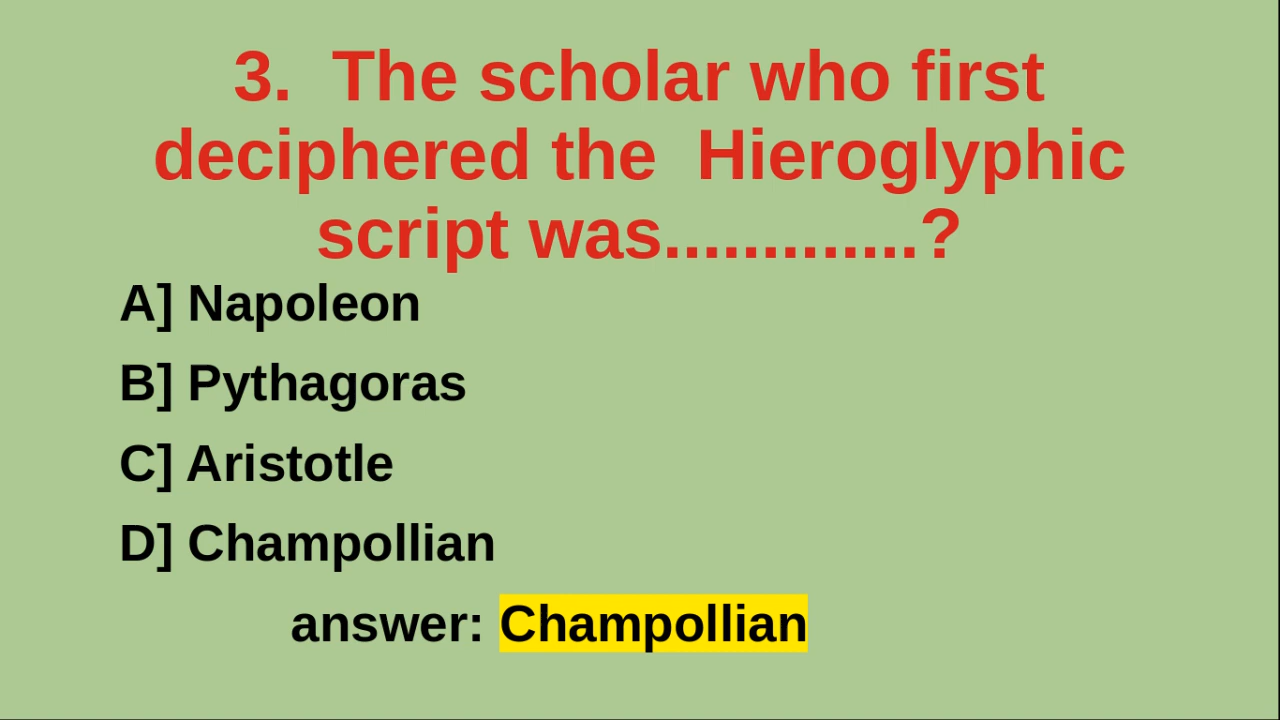 3. The scholar who first
deciphered the Hieroglyphic
script was.............?
A] Napoleon
B] Pythagoras
C] Aristotle
D] Champollian
answer: Champollian